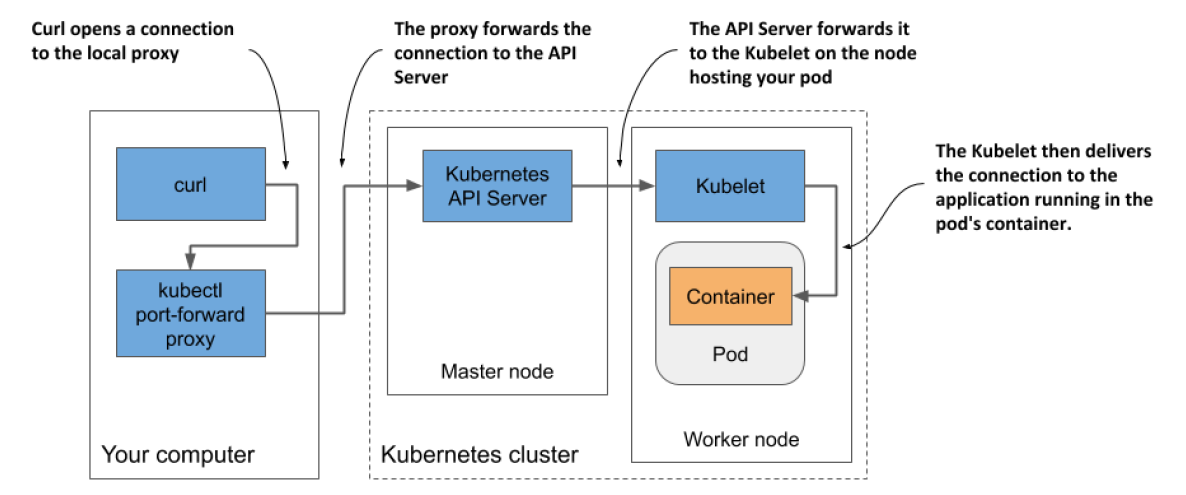 Curl opens a connection
to the local proxy
The proxy forwards the
connection to the API
Server
The API Server forwards it
to the Kubelet on the node
hosting your pod
The Kubelet then delivers
the connection to the
application running in the
pod's container.
curl
kubectl
port-forward
proxy
Your computer
Kubernetes
API Server
Master node
Kubelet
Container
Pod
Worker node
Kubernetes cluster